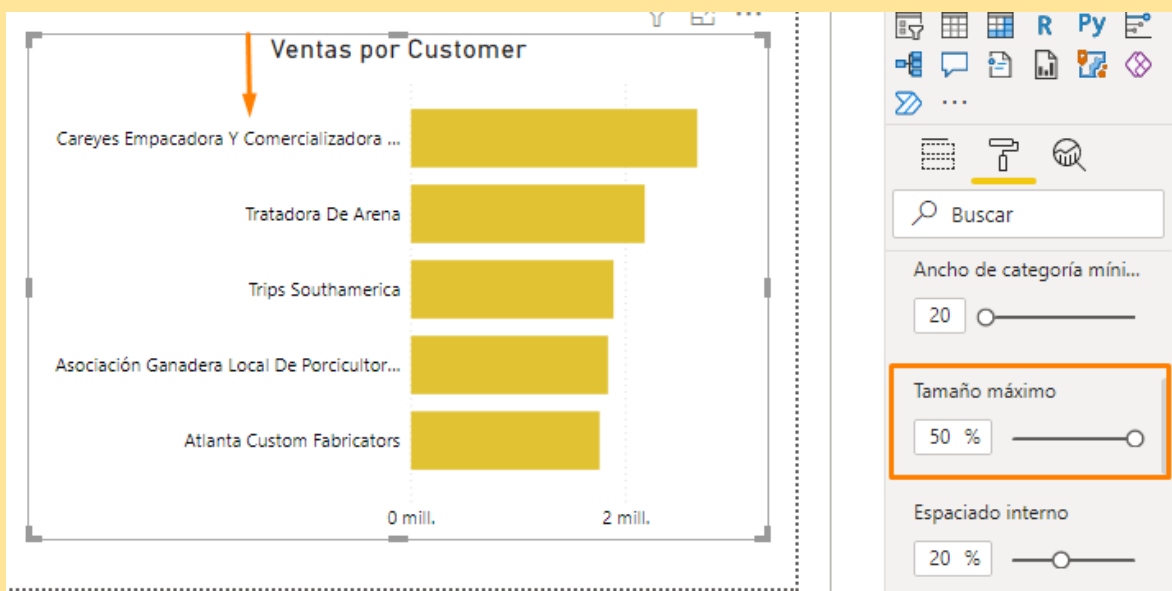 Ventas por Customer
Careyes Empacadora Y Comercializadora ...
Tratadora De Arena
Trips Southamerica
Asociación Ganadera Local De Porcicultor...
Atlanta Custom Fabricators
0 mill.
2 mill.
R
Py
Buscar
Ancho de categoría míni...
20
Tamaño máximo
50 %
Espaciado interno
20 %